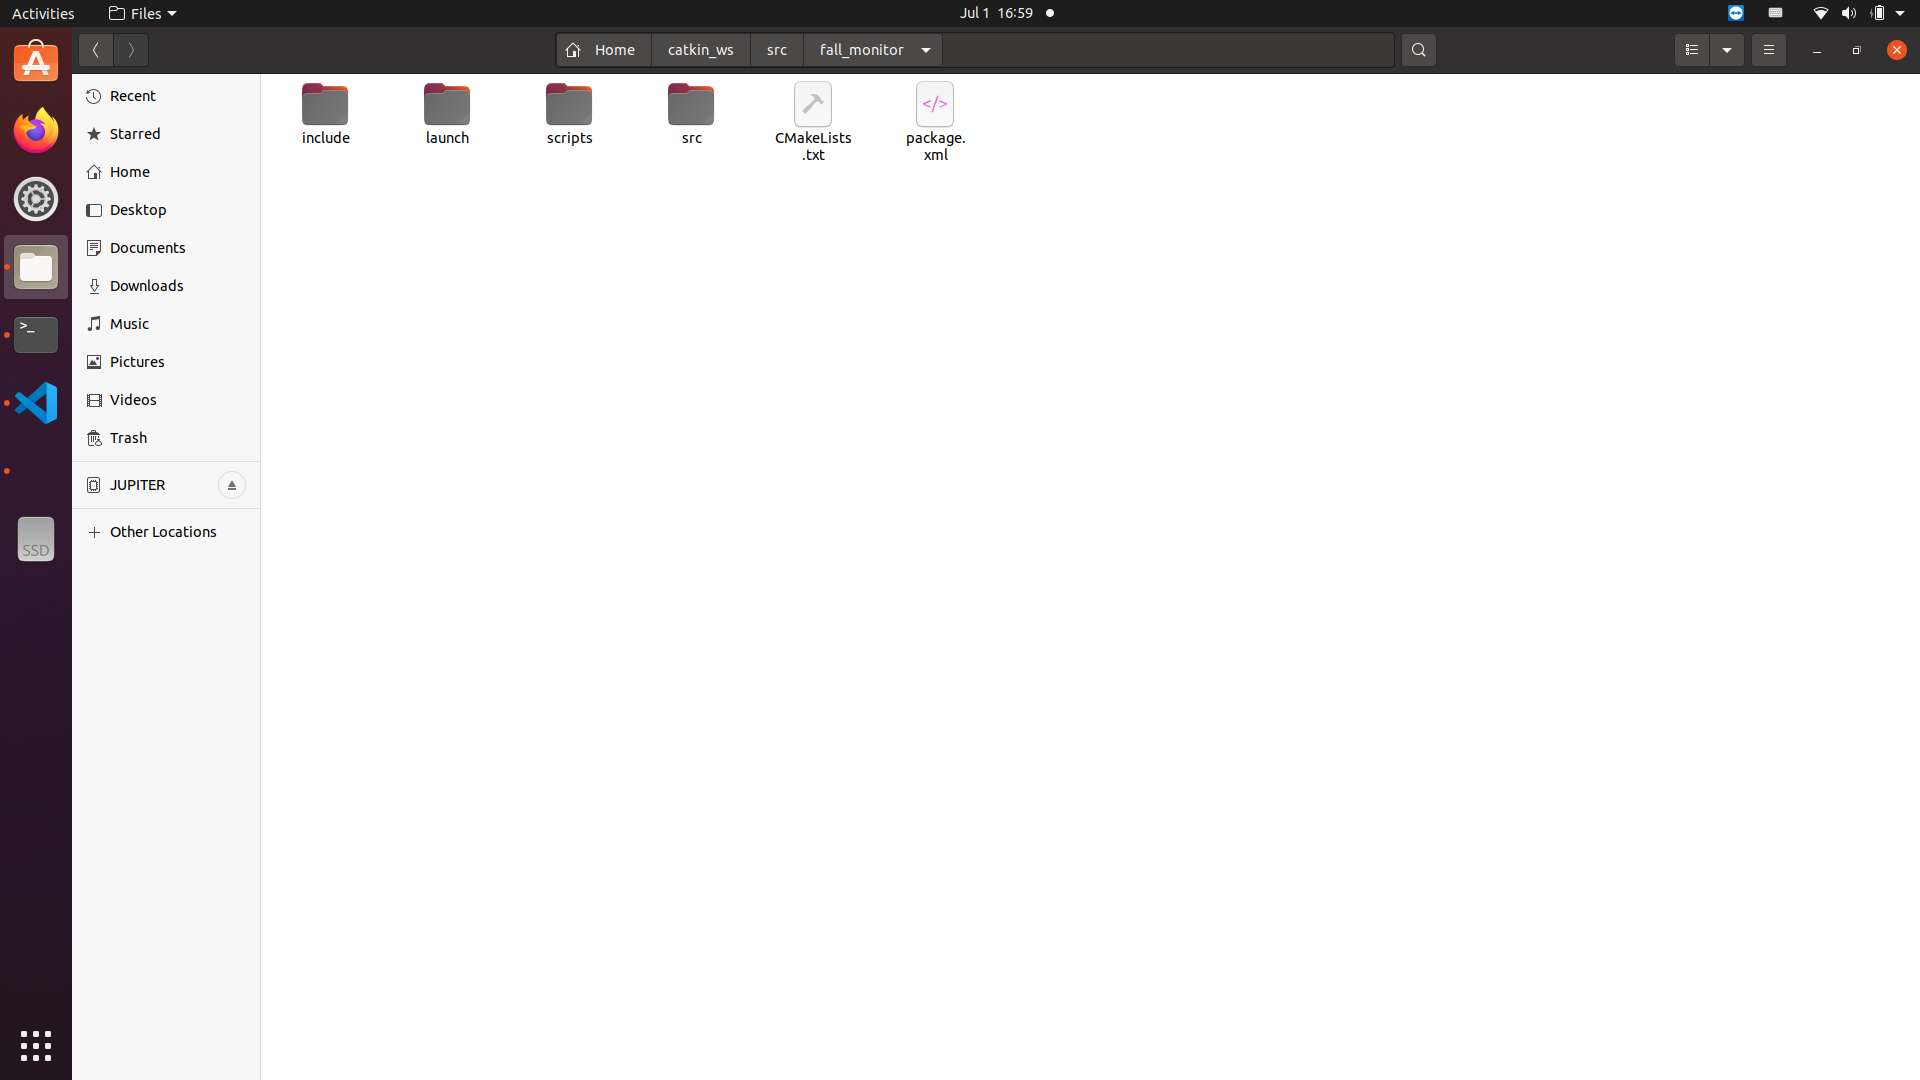 Activities
Files
Jul 1 16:59
Home
catkin_ws
src
fall_monitor
Recent
Starred
Home
Desktop
Documents
Downloads
Music
Pictures
Videos
Trash
JUPITER
Other Locations
include
launch
scripts
src
CMakeLists
.txt
package.
xml
>_
</>
SSD